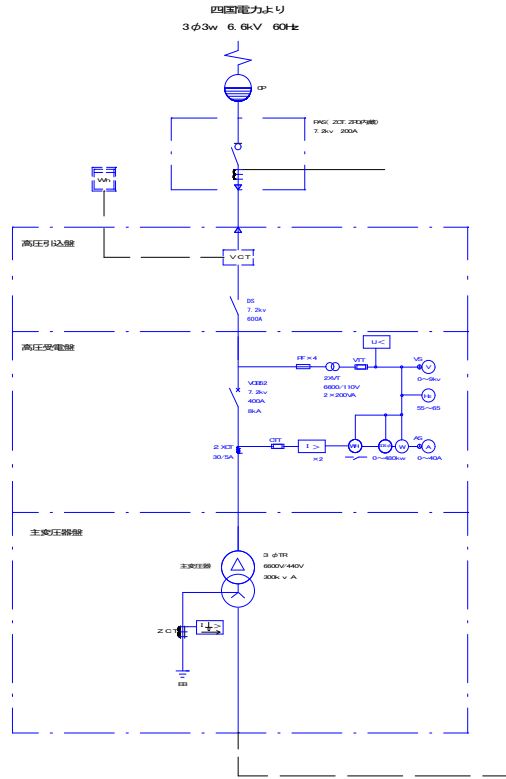 四国電力より
3φ3w 6.6kV 60Hz
CP
PAS( ZCT.ZPD内蔵)
7.2kv 200A
Wh
高圧引込盤
VCT
DS
7.2kv
600A
高圧受電盤
U<
PF×4
VTT
VS
V
0～9kv
2XVT
6600/110V
2×200VA
Hz
55～65
VCB52
7.2kv
400A
8kA
2XCT
30/5A
CTT
I >
×2
WH
W
AS
A
0～480kw
0～40A
主変圧器盤
主変圧器
3φTR
6600V/440V
300kvA
ZCT
I >
EB